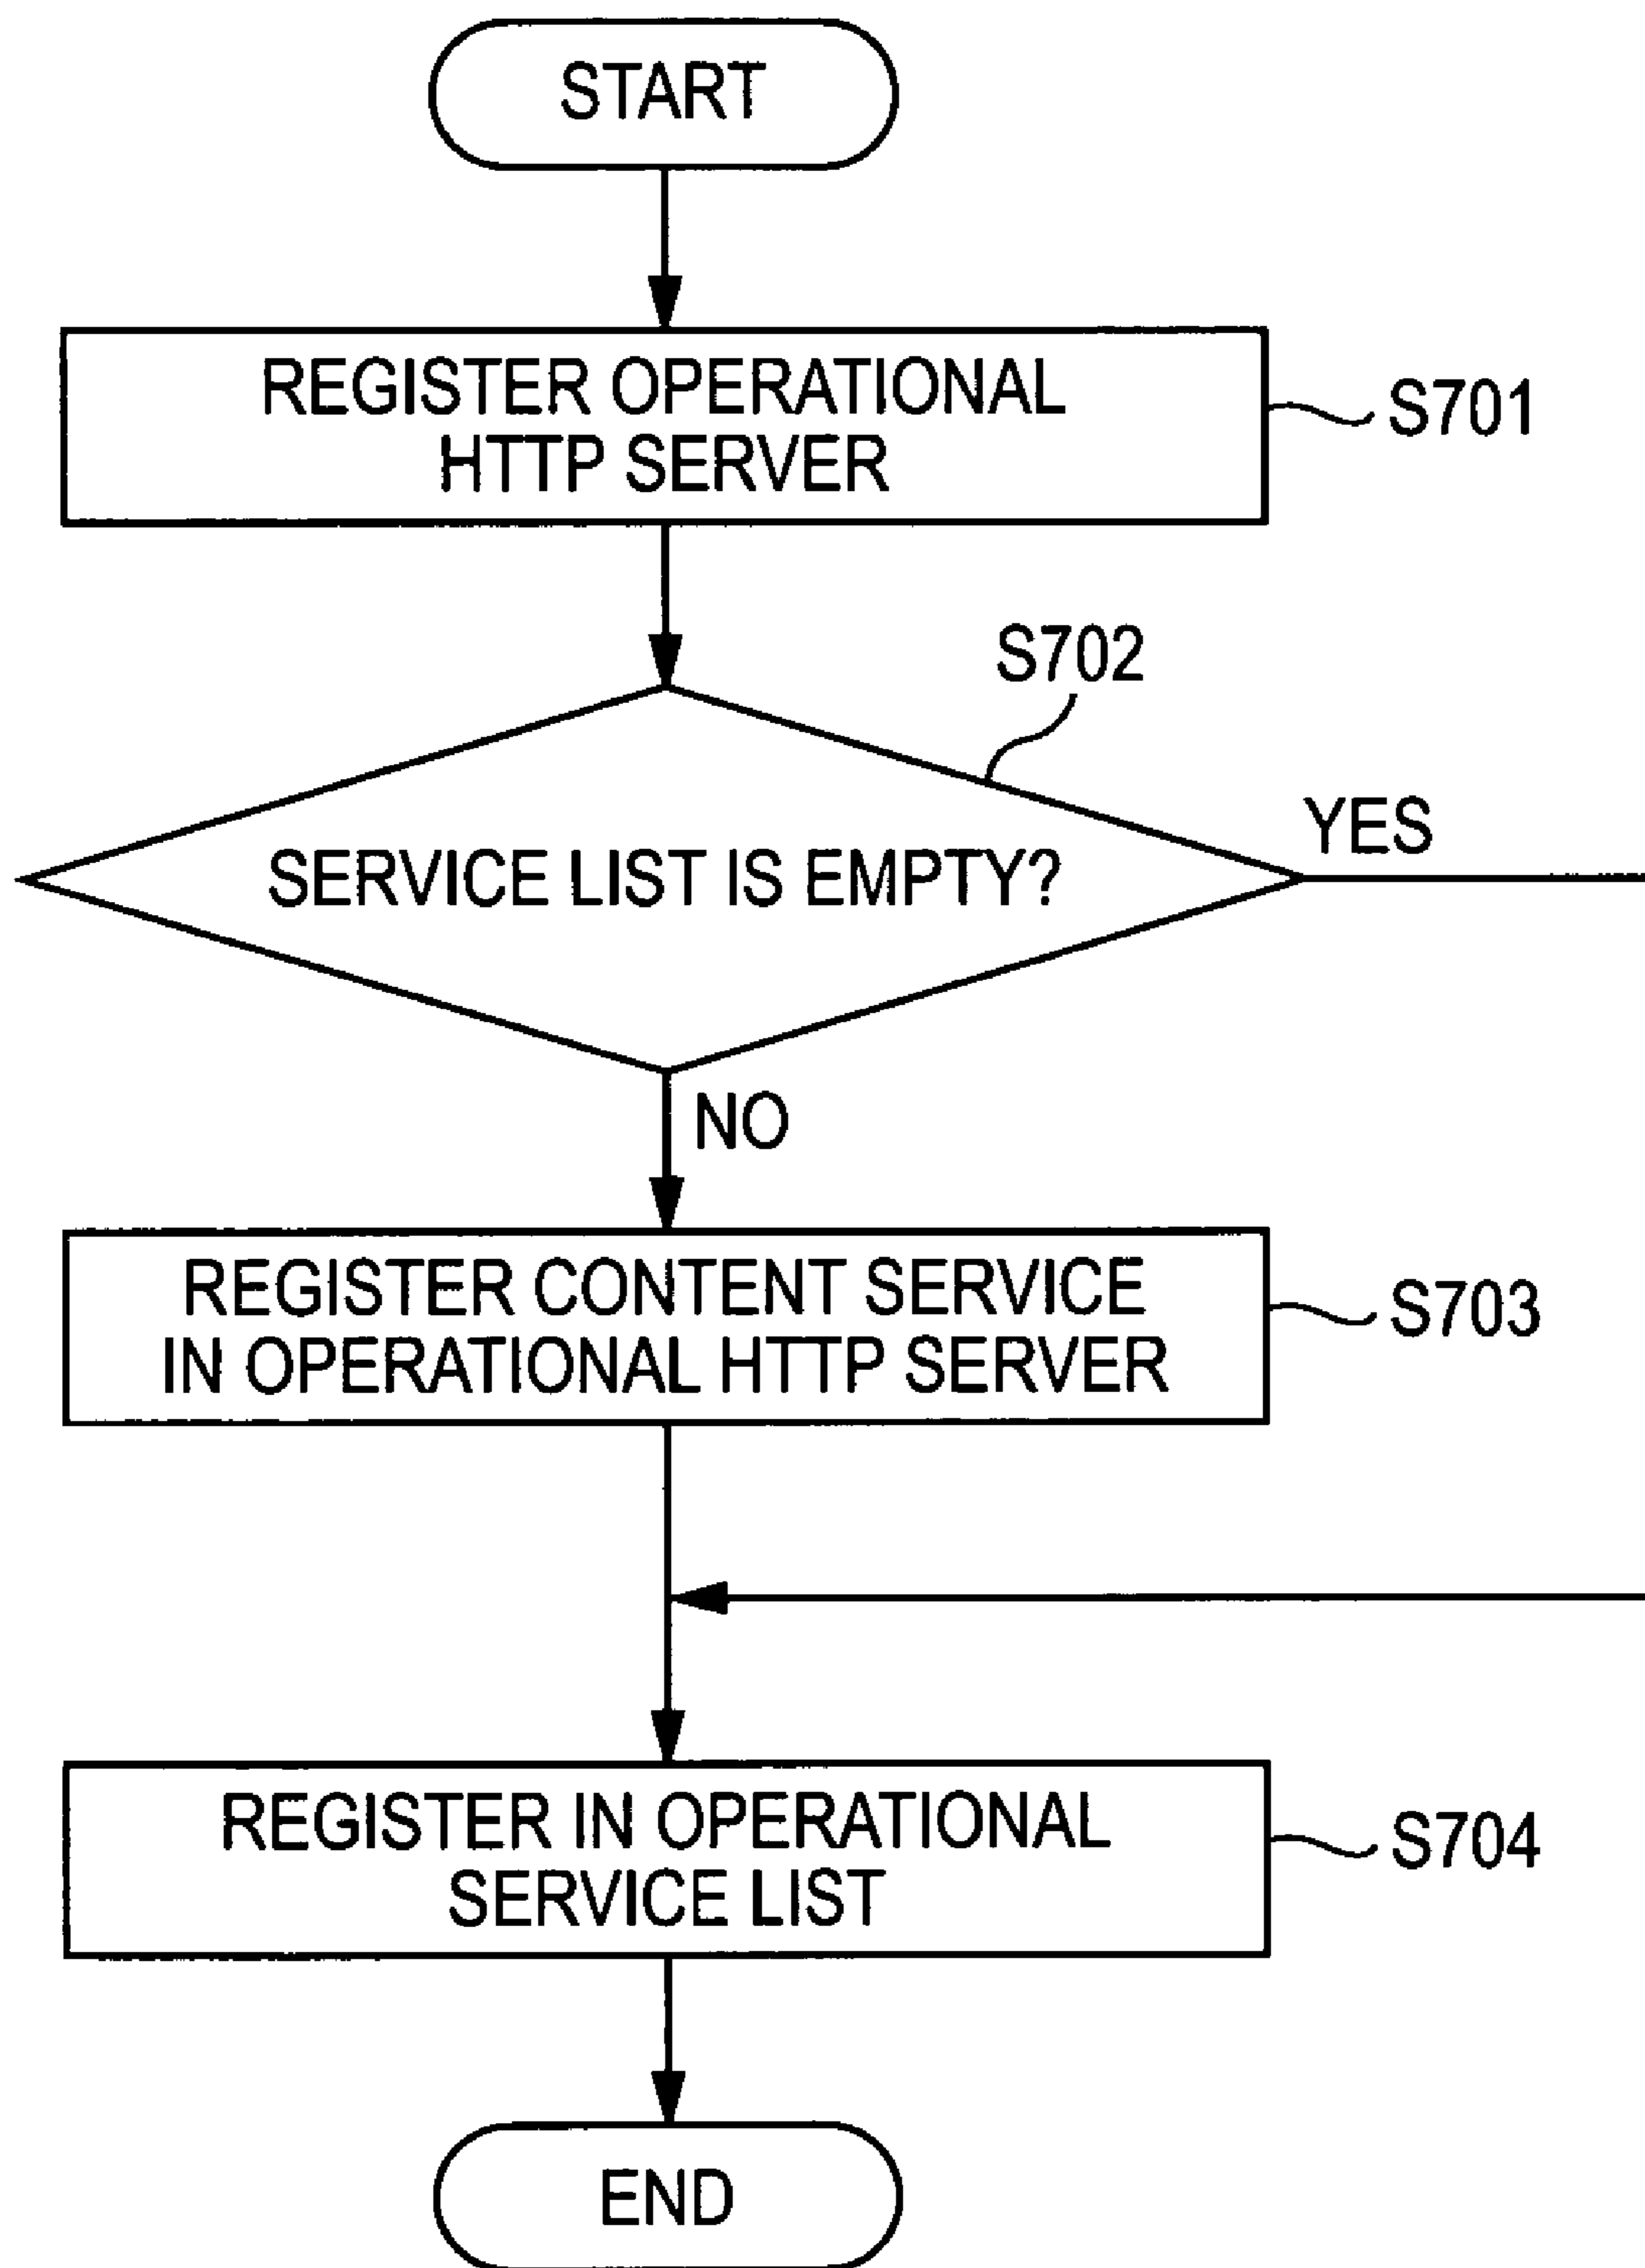 START
REGISTER OPERATIONAL
HTTP SERVER
S701
S702
SERVICE LIST IS EMPTY?
YES
NO
REGISTER CONTENT SERVICE
IN OPERATIONAL HTTP SERVER
S703
REGISTER IN OPERATIONAL
SERVICE LIST
S704
END